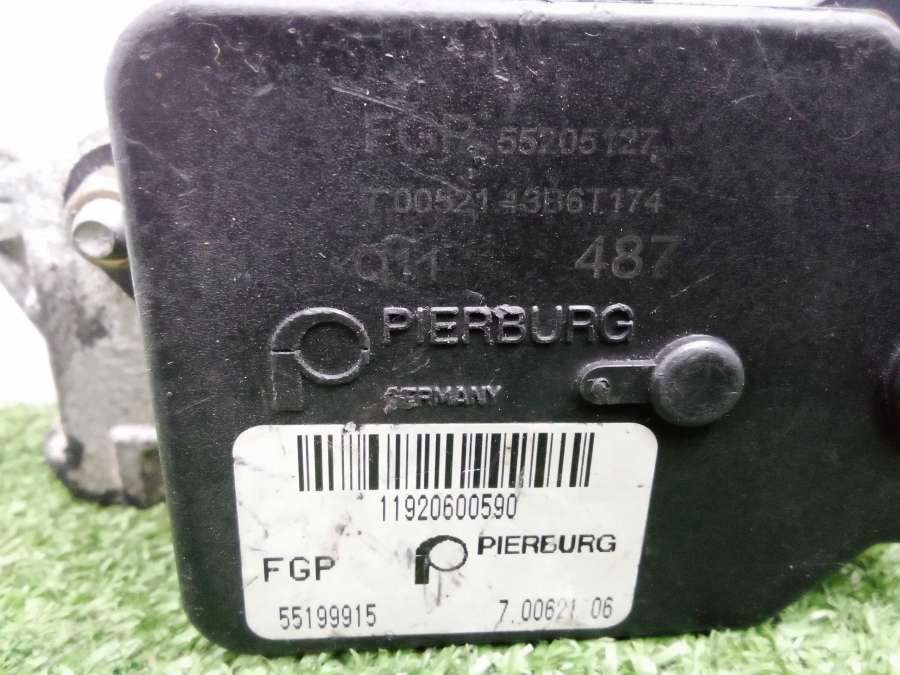 FGP 55205127
7.00521 43B6T174
Q11 487
PIERBURG
GERMANY
11920600590
PIERBURG
FGP
55199915 7.00621 06